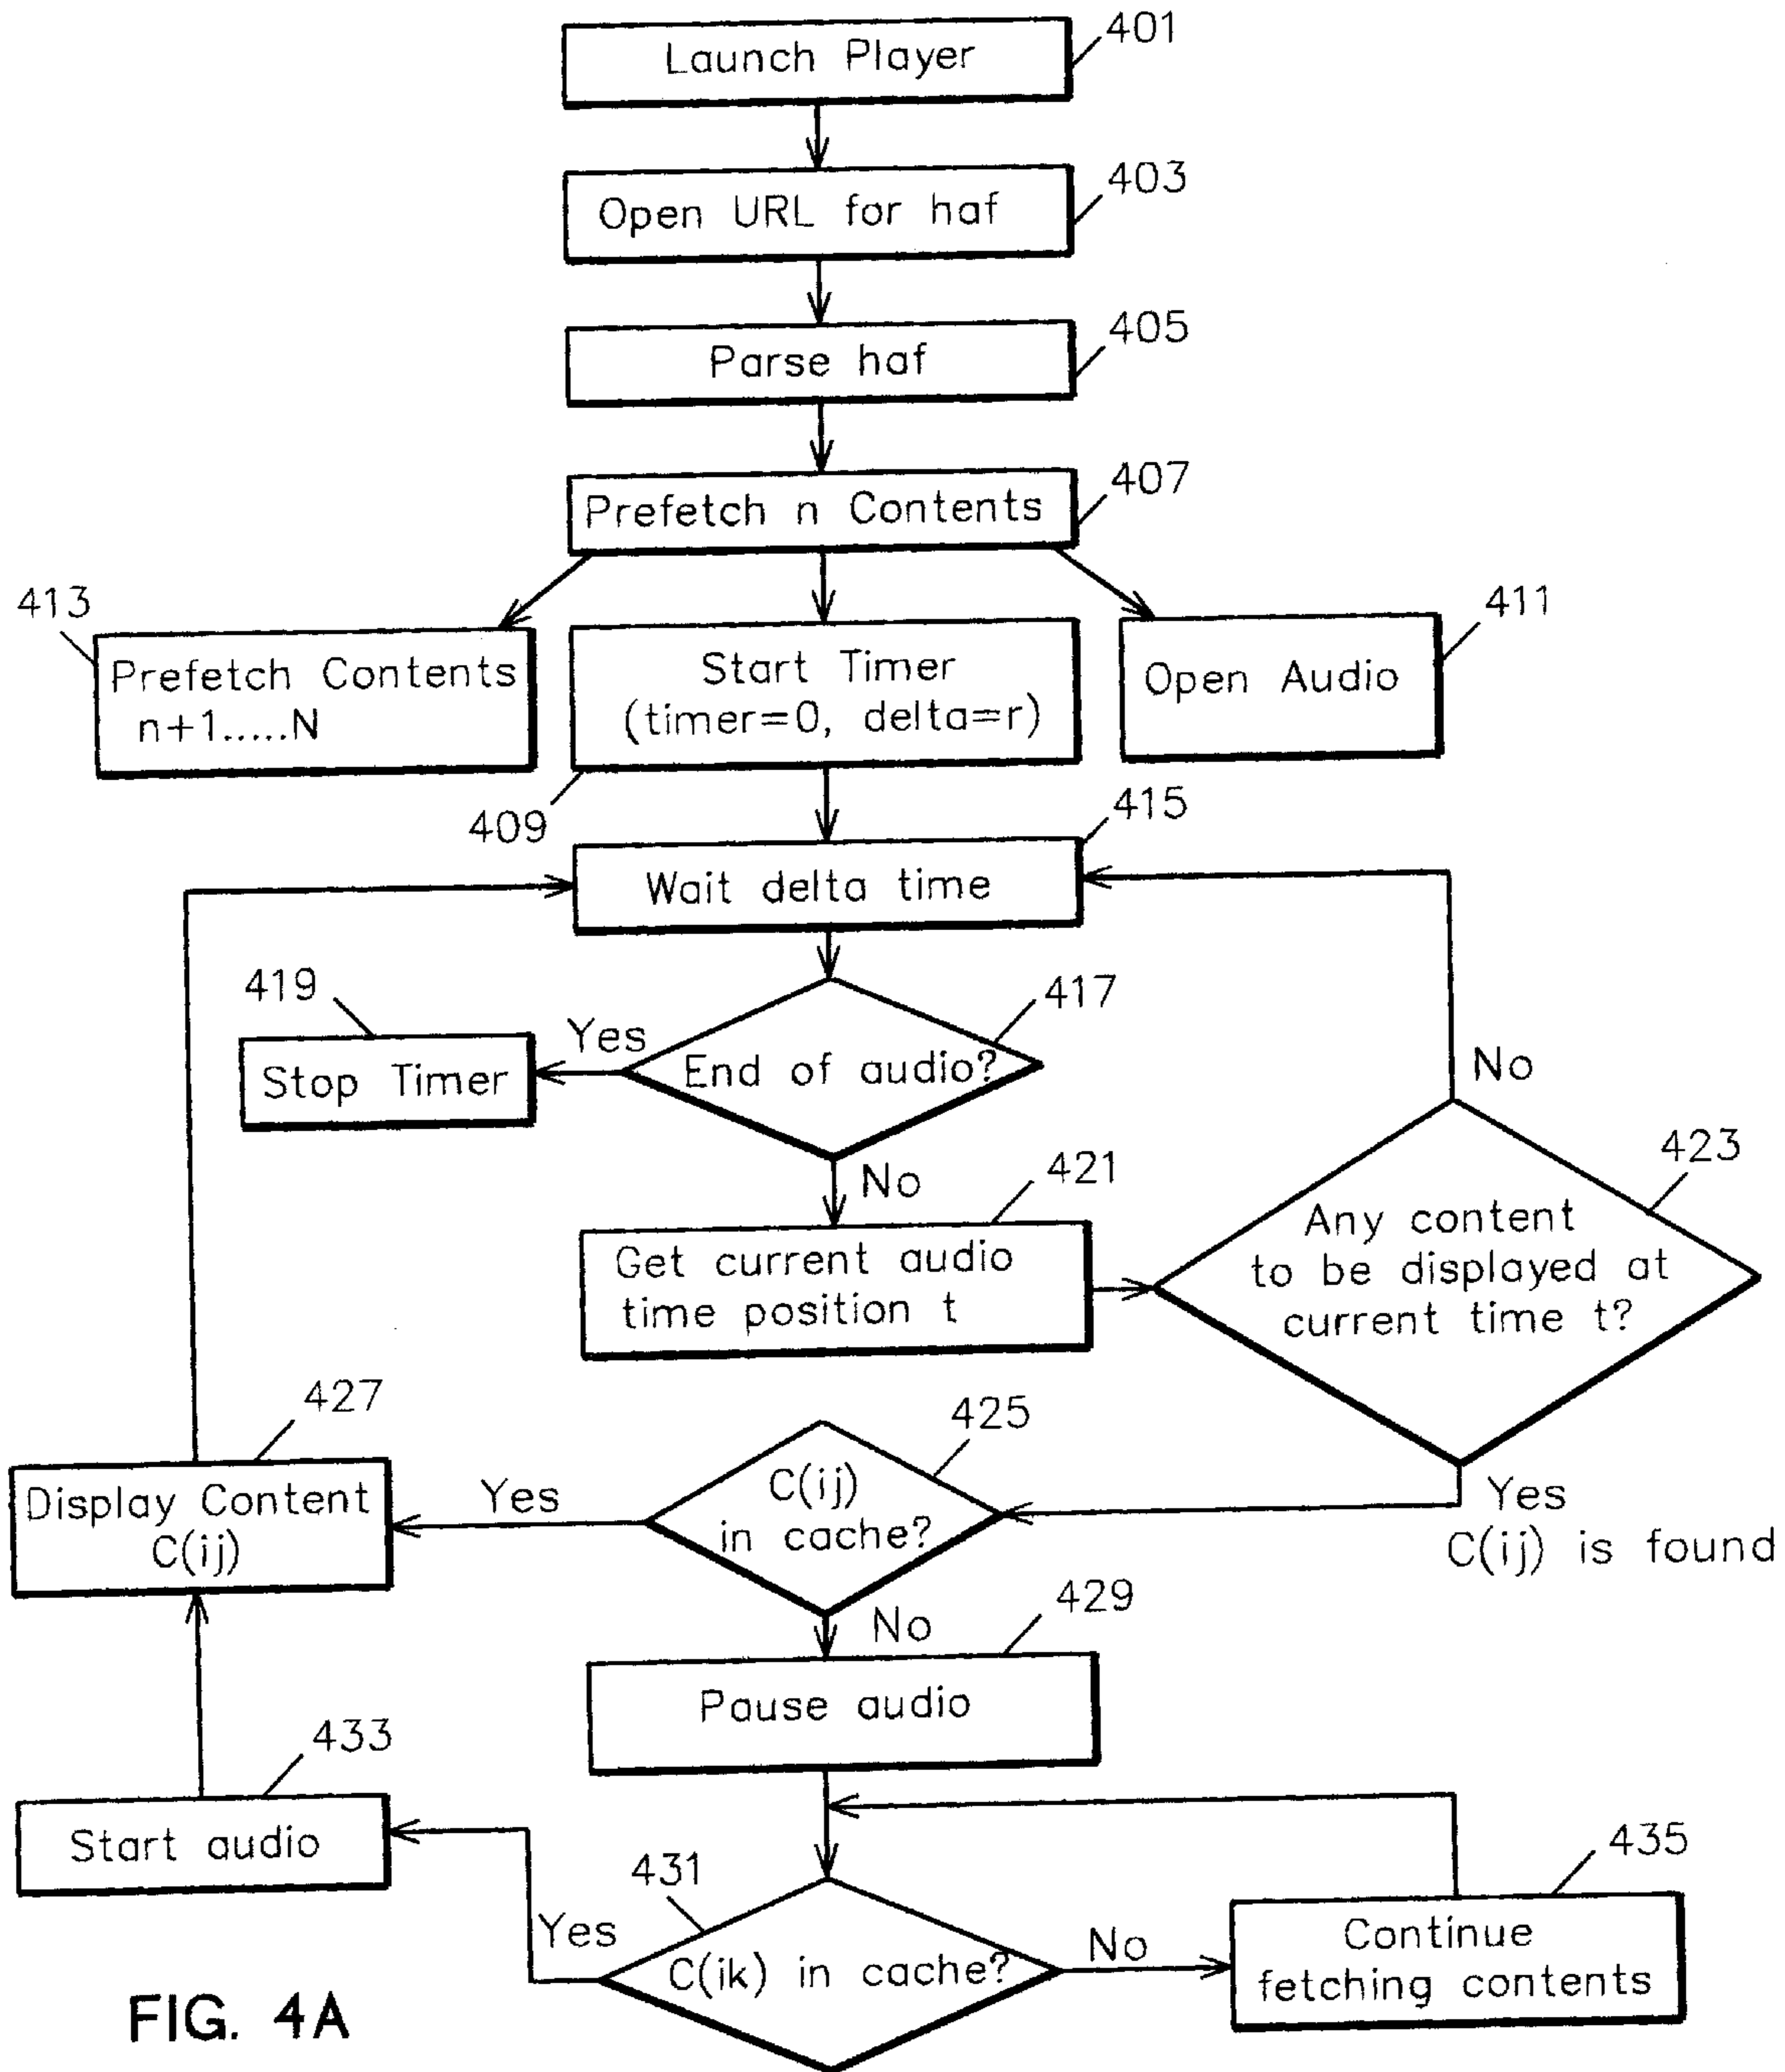 Launch Player
401
Open URL for haf
403
Parse haf
405
Prefetch n Contents
407
413
Prefetch Contents
n+1.....N
Start Timer
(timer=0, delta=r)
409
Open Audio
411
Wait delta time
415
419
Stop Timer
Yes
End of audio?
417
No
No
Get current audio
time position t
421
Any content
to be displayed at
current time t?
423
Yes
C(ij) is found
427
Display Content
C(ij)
Yes
C(ij)
in cache?
425
No
Pause audio
429
433
Start audio
431
Yes
C(ik) in cache?
No
Continue
fetching contents
435
FIG. 4A